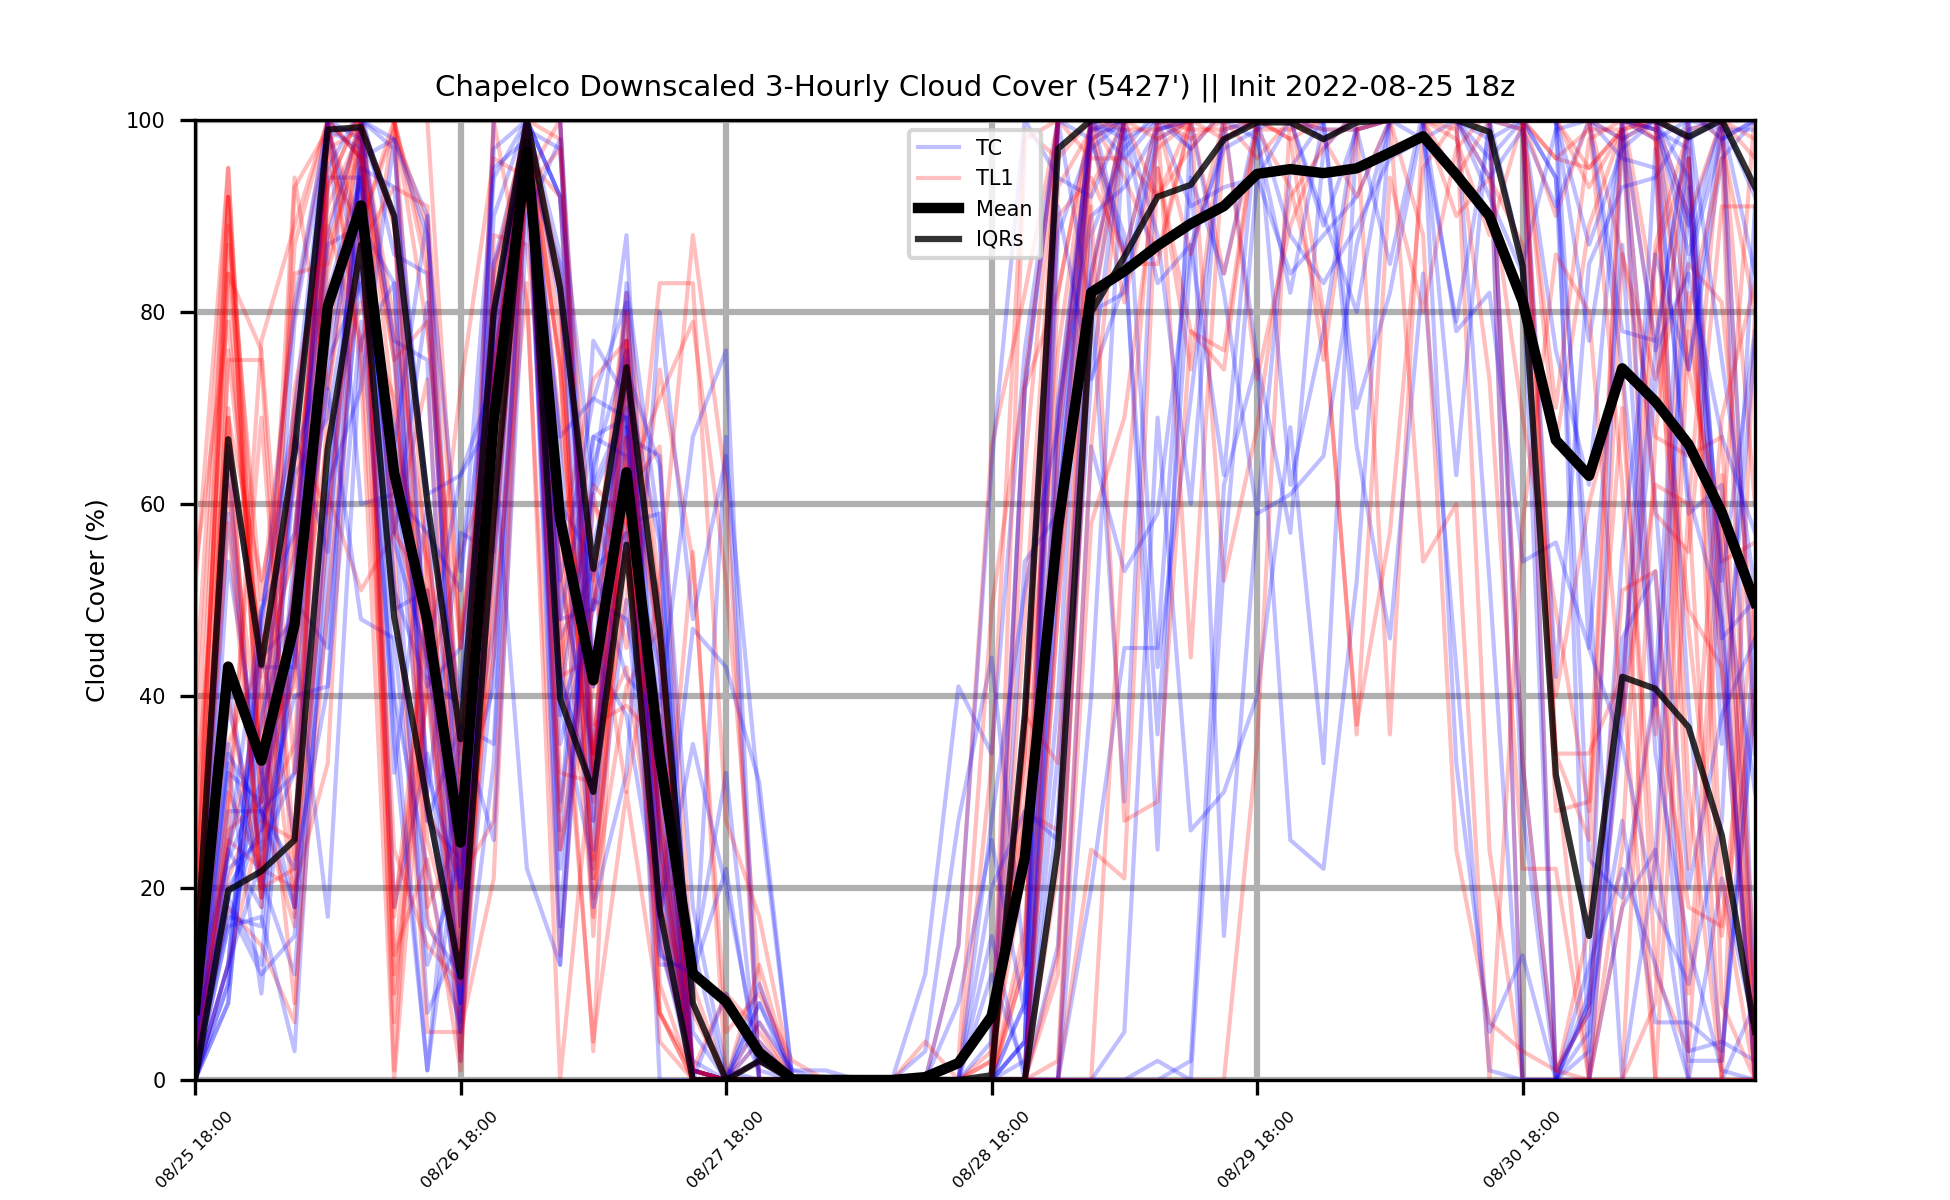 Chapelco Downscaled 3-Hourly Cloud Cover (5427') || Init 2022-08-25 18z
TC
TL1
Mean
IQRs
Cloud Cover (%)
100
80
60
40
20
0
08/25 18:00
08/26 18:00
08/27 18:00
08/28 18:00
08/29 18:00
08/30 18:00